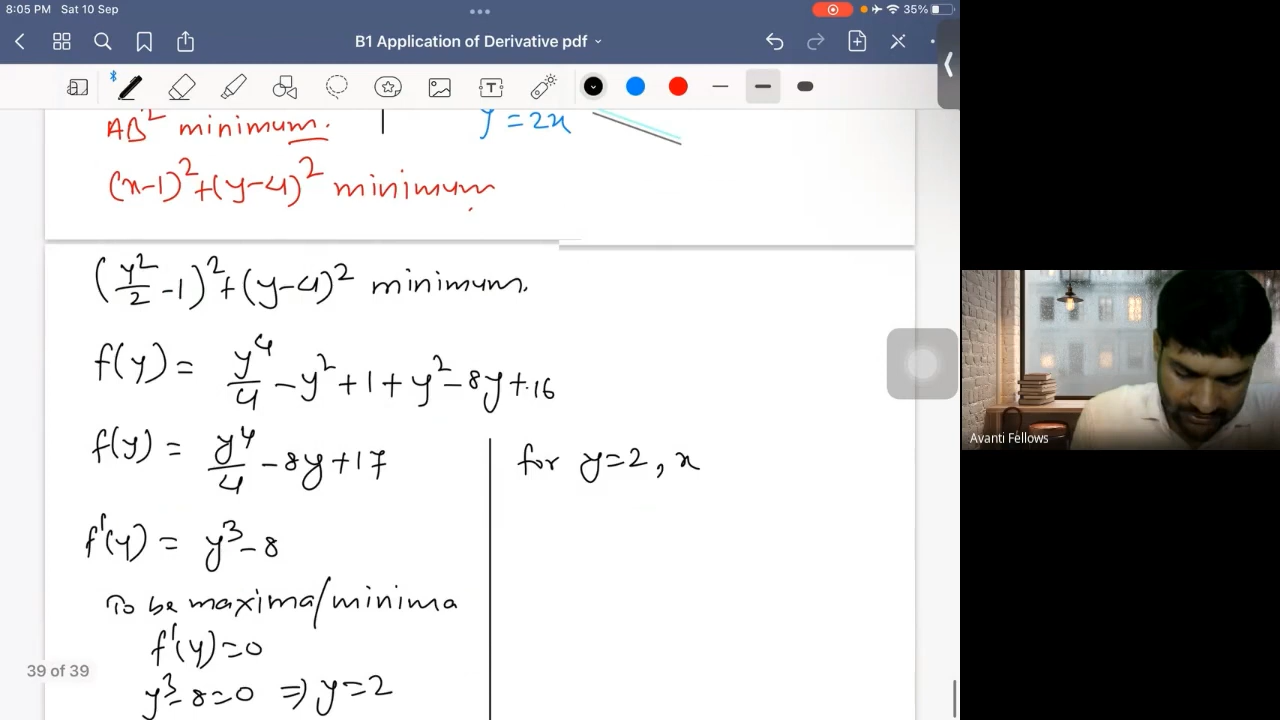 8:05 PM Sat 10 Sep
35%
B1 Application of Derivative pdf
AB² minimum.
y = 2x
(x-1)²+(y-4)² minimum
(y²/2 - 1)²+(y-4)² minimum.
f(y) = y⁴/4 - y² + 1 + y² - 8y + 16
f(y) = y⁴/4 - 8y + 17
f'(y) = y³ - 8
To be maxima/minima
f'(y) = 0
y³ - 8 = 0 ⇒ y = 2
for y = 2, x
39 of 39
Avanti Fellows